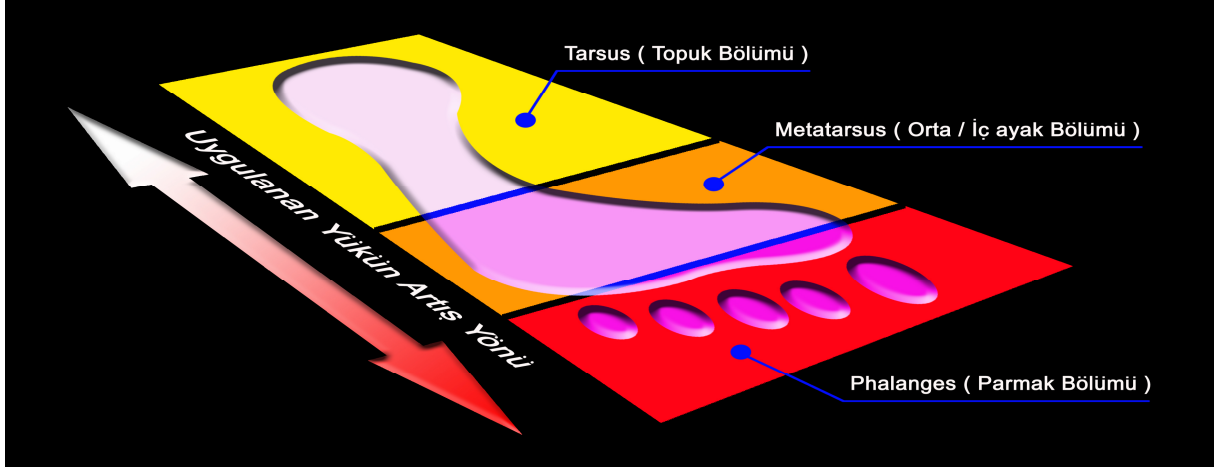 Tarsus ( Topuk Bölümü )
Metatarsus ( Orta / İç ayak Bölümü )
Uygulanan Yükün Artış Yönü
Phalanges ( Parmak Bölümü )